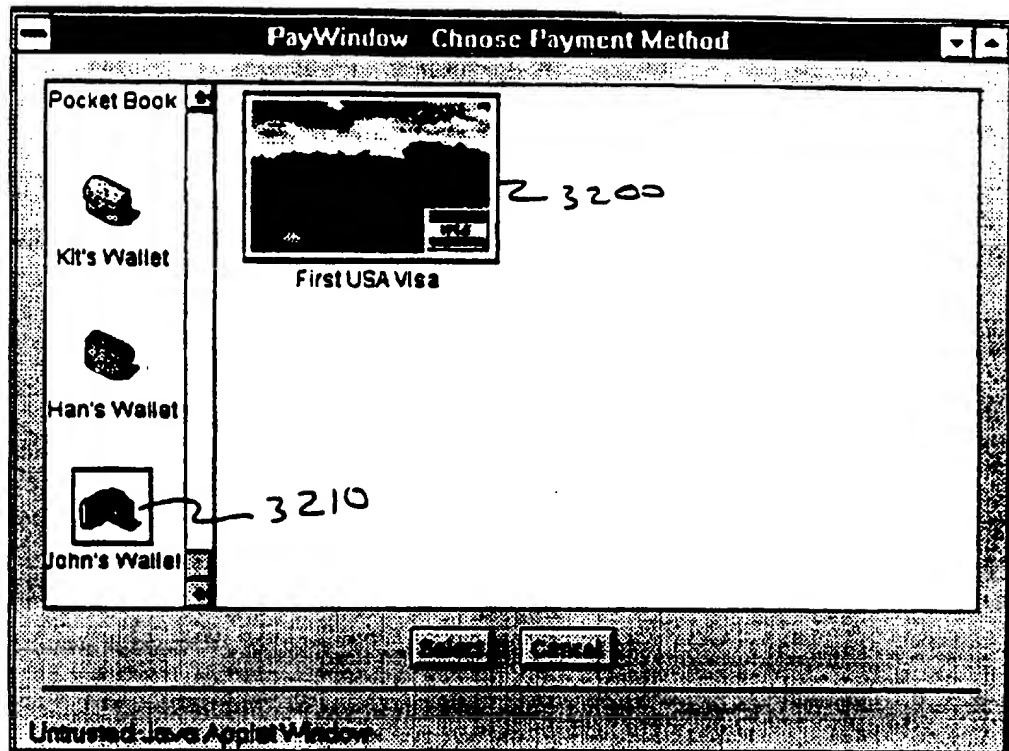 PayWindow Choose Payment Method
Pocket Book
Kit's Wallet
Han's Wallet
John's Wallet
First USA Visa
3200
3210
Select Cancel
Untrusted Java Applet Window